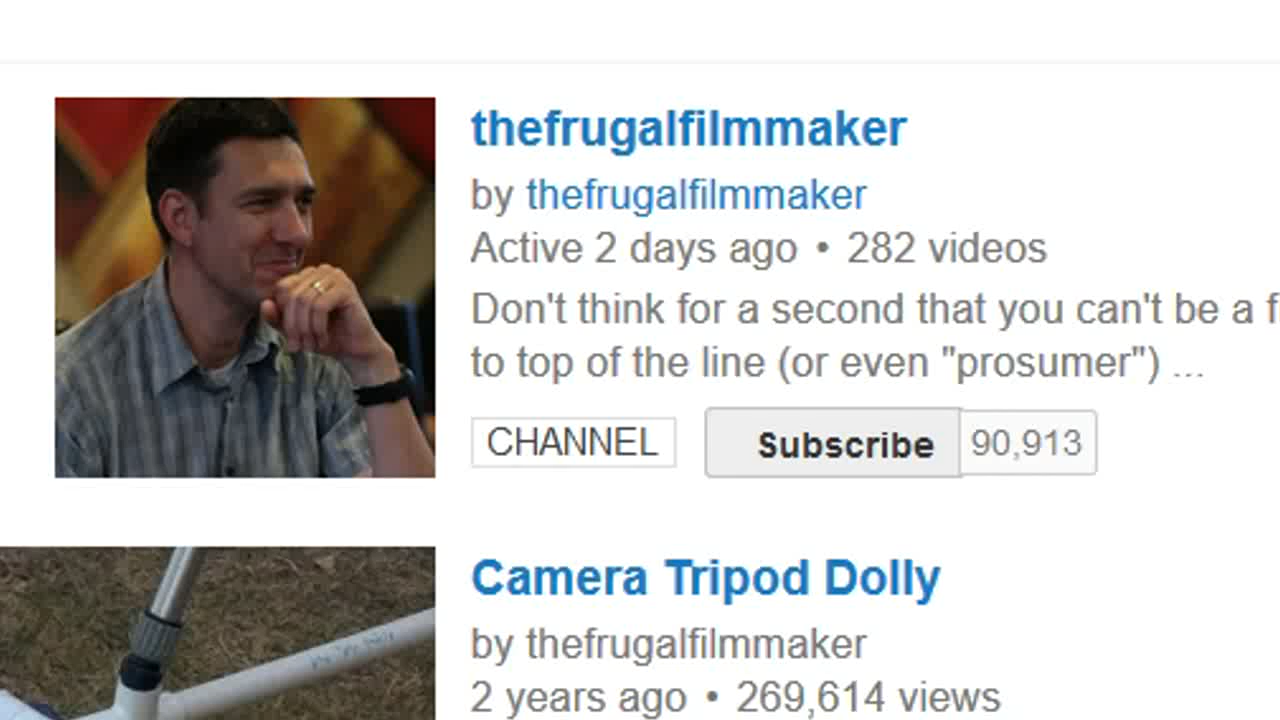 thefrugalfilmmaker
by thefrugalfilmmaker
Active 2 days ago • 282 videos
Don't think for a second that you can't be a f
to top of the line (or even "prosumer") ...
CHANNEL Subscribe 90,913
Camera Tripod Dolly
by thefrugalfilmmaker
2 years ago • 269,614 views